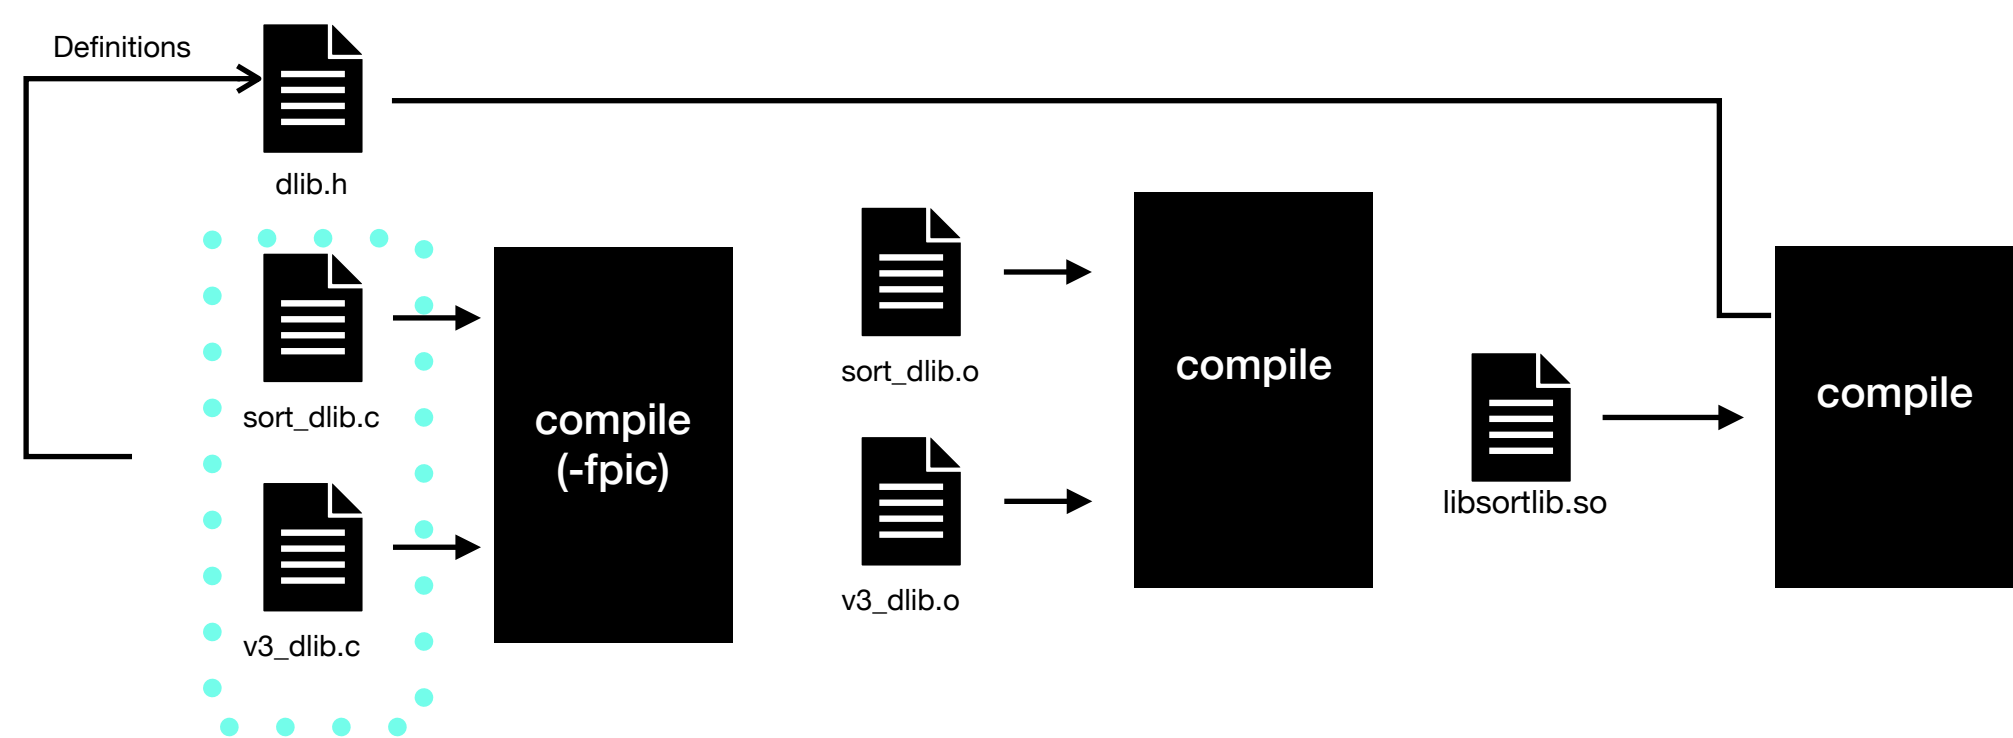 Definitions
dlib.h
sort_dlib.c
v3_dlib.c
compile
(-fpic)
sort_dlib.o
v3_dlib.o
compile
libsortlib.so
compile